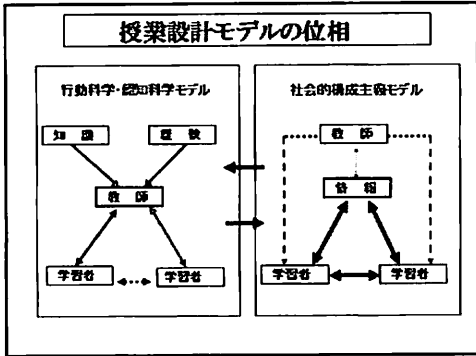 授業設計モデルの位相
行動科学・認知科学モデル
知識
経験
教師
学習者
学習者
社会的構成主義モデル
教師
情報
学習者
学習者